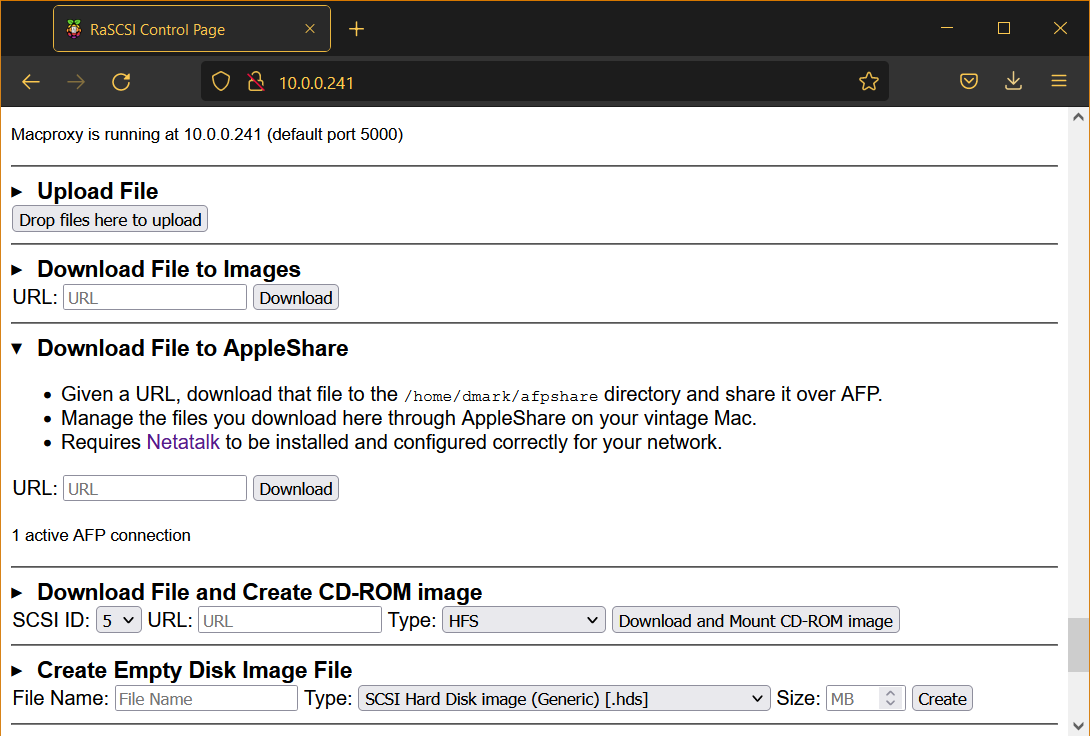 RaSCSI Control Page
10.0.0.241
Macproxy is running at 10.0.0.241 (default port 5000)
Upload File
Drop files here to upload
Download File to Images
URL: URL Download
Download File to AppleShare
Given a URL, download that file to the /home/dmark/afpshare directory and share it over AFP.
Manage the files you download here through AppleShare on your vintage Mac.
Requires Netatalk to be installed and configured correctly for your network.
URL: URL Download
1 active AFP connection
Download File and Create CD-ROM image
SCSI ID: 5 URL: URL Type: HFS Download and Mount CD-ROM image
Create Empty Disk Image File
File Name: File Name Type: SCSI Hard Disk image (Generic) [.hds] Size: MB Create